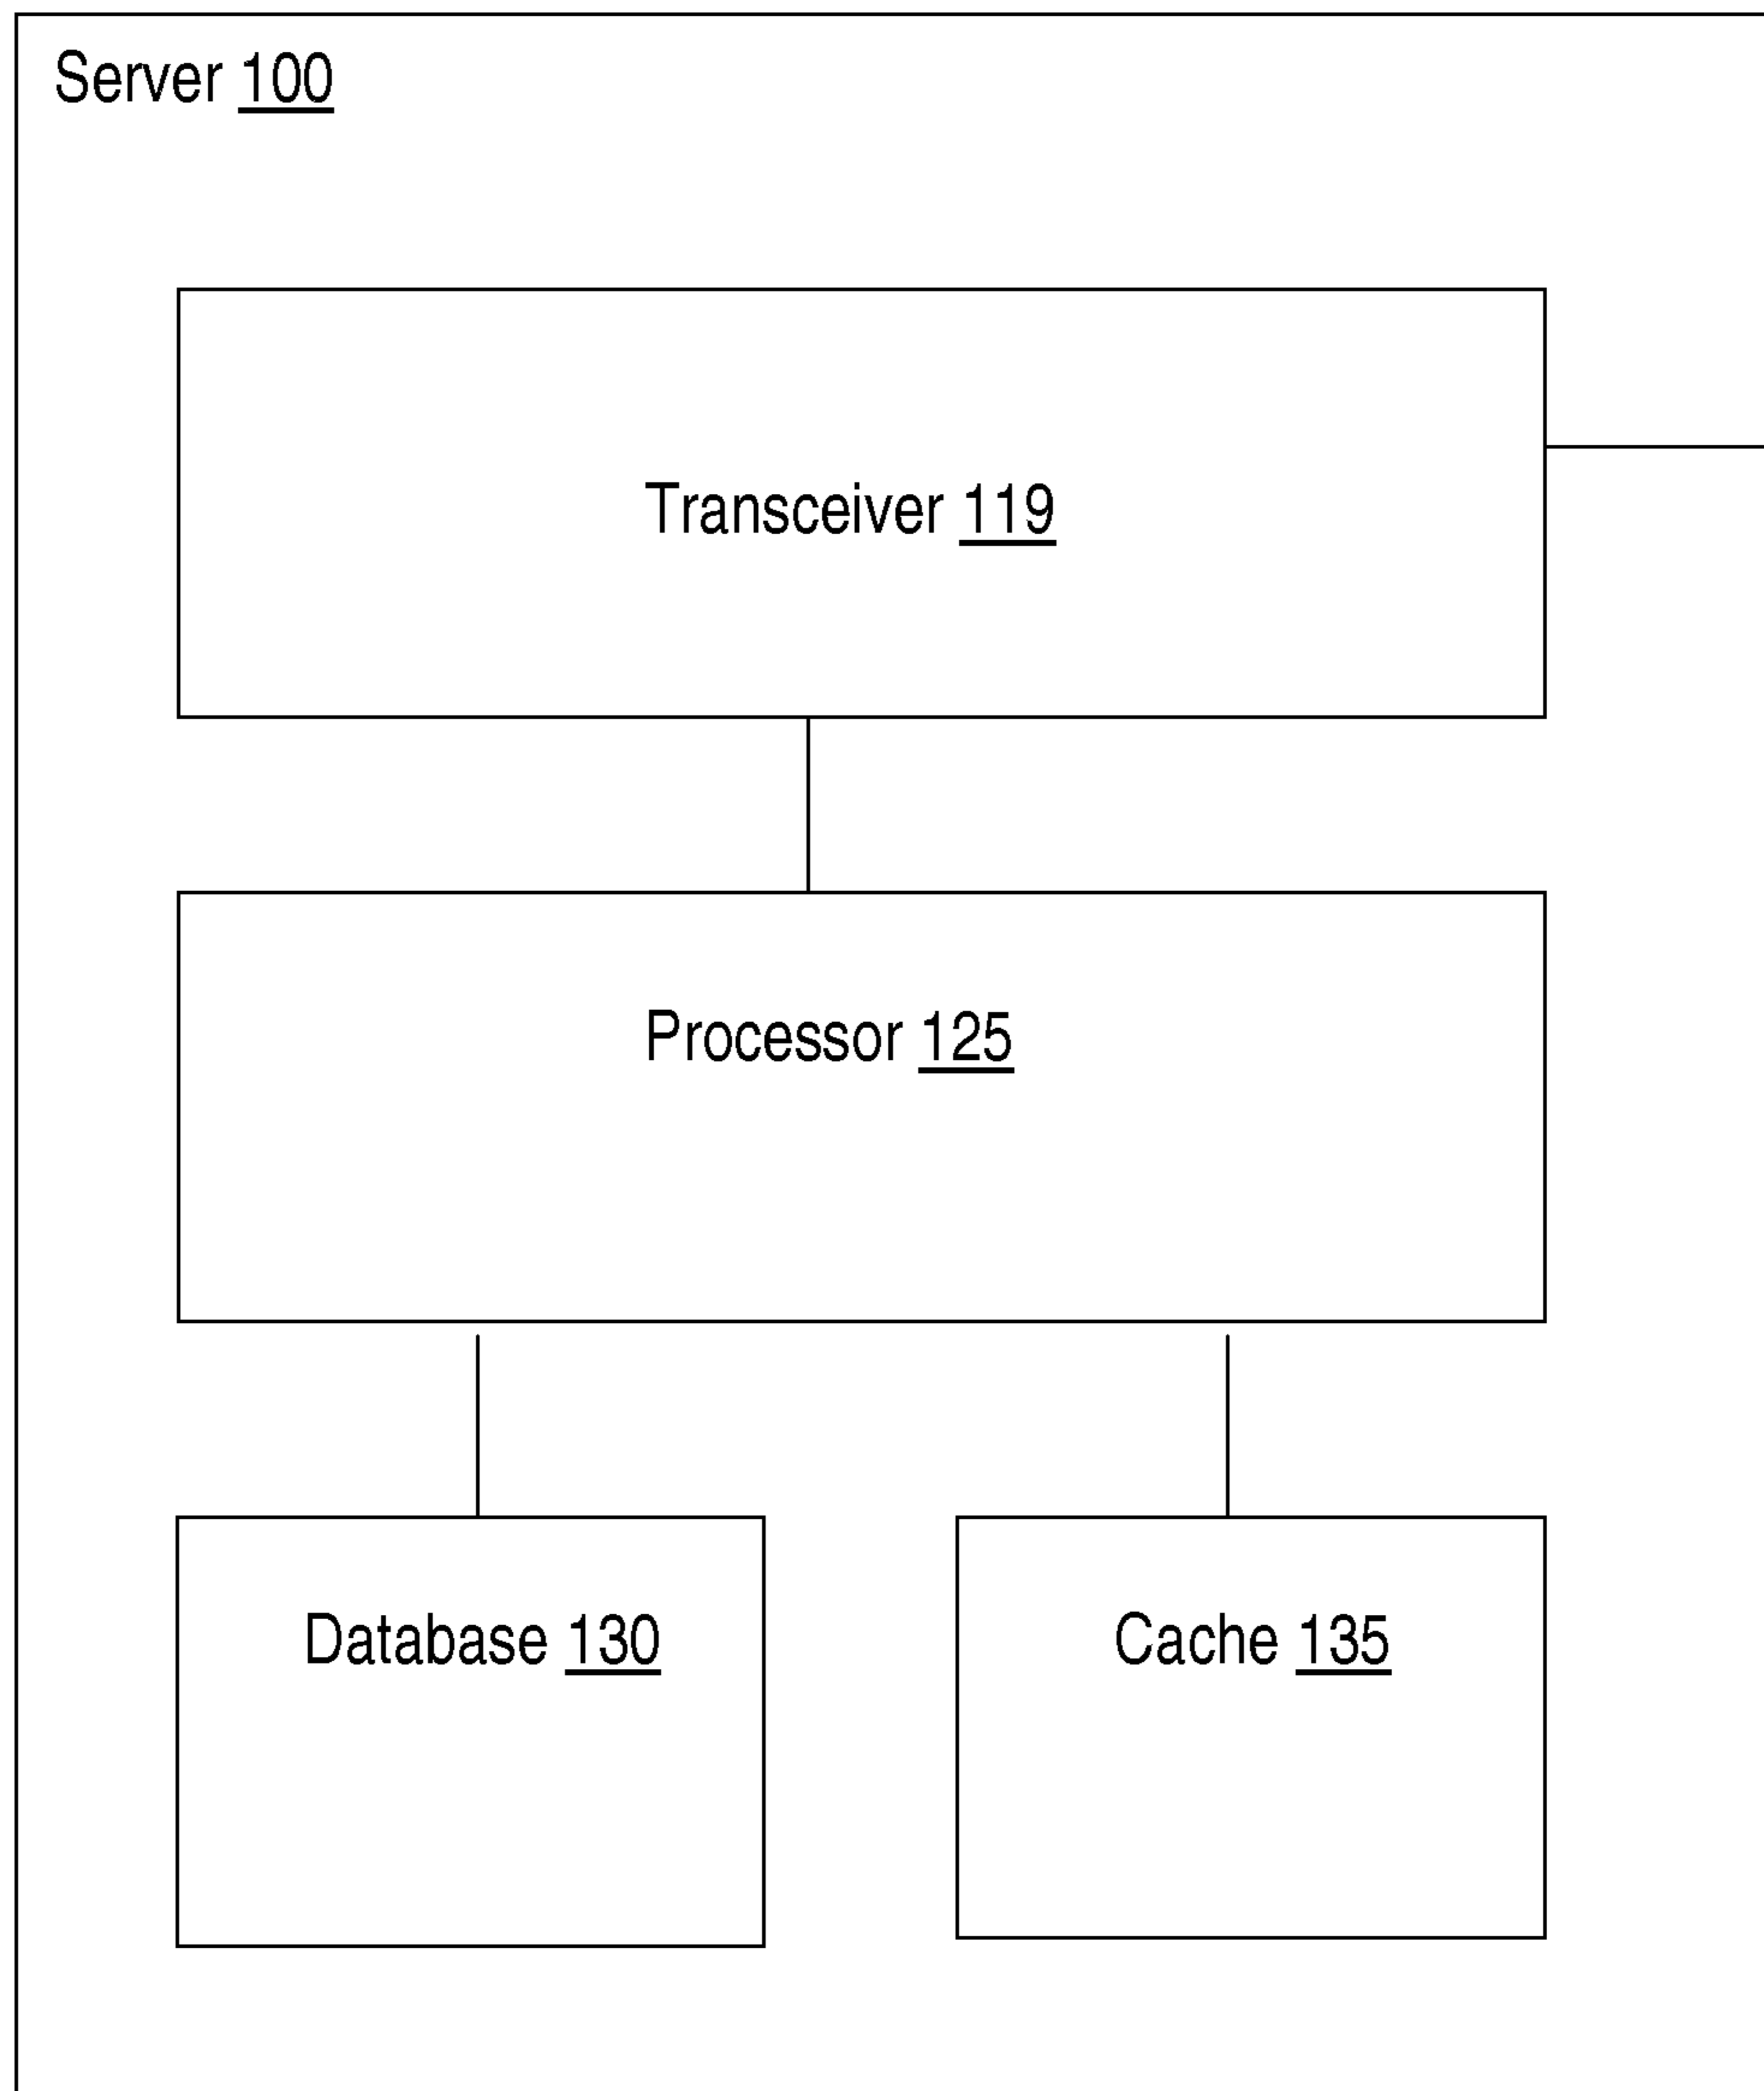 Server 100
Transceiver 119
Processor 125
Database 130
Cache 135